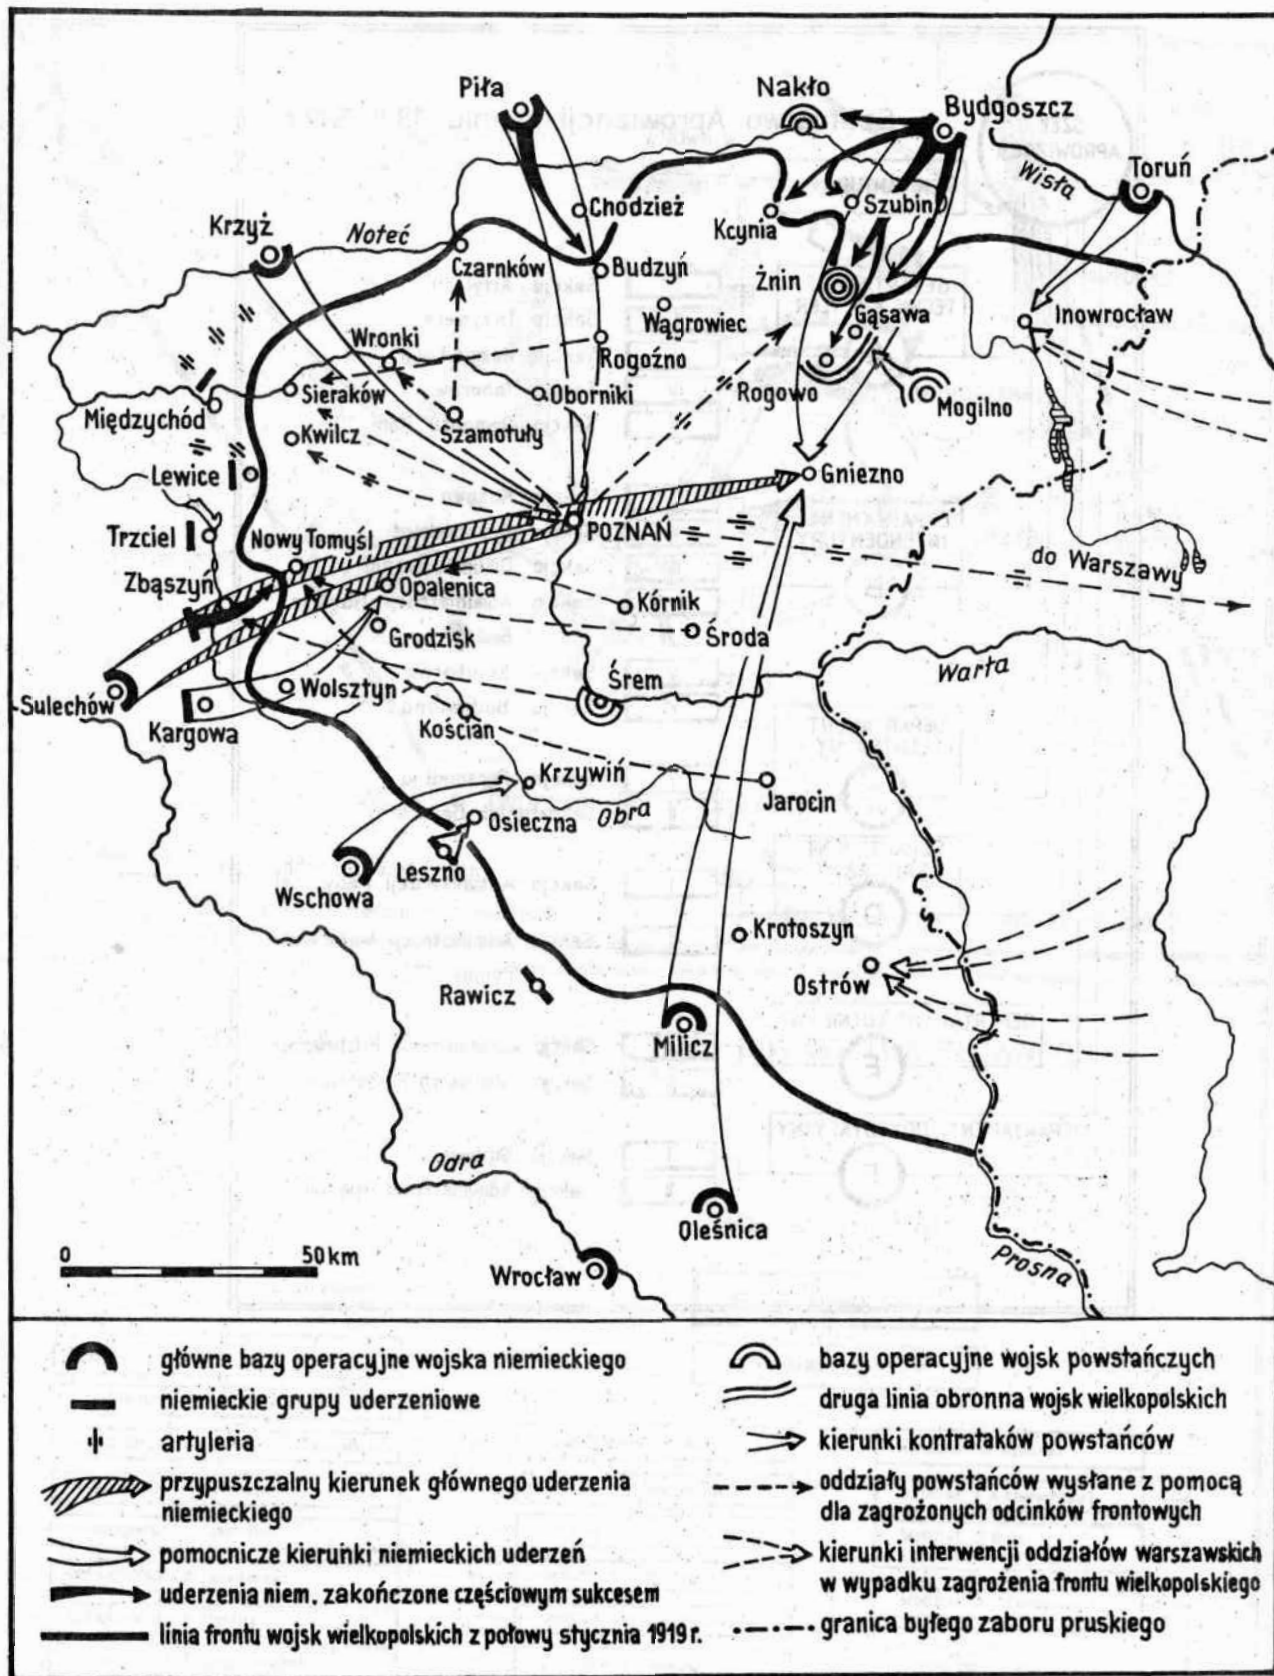 Piła
Nakło
Bydgoszcz
Toruń
Wisła
Krzyż
Noteć
Chodzież
Kcynia
Szubin
Czarnków
Budzyń
Żnin
Wągrowiec
Gąsawa
Inowrocław
Wronki
Rogoźno
Międzychód
Sieraków
Oborniki
Rogowo
Mogilno
Kwilcz
Szamotuły
Lewice
Gniezno
Trzciel
Nowy Tomyśl
POZNAŃ
do Warszawy
Zbąszyń
Opalenica
Kórnik
Grodzisk
Środa
Warta
Sulechów
Wolsztyn
Śrem
Kargowa
Kościan
Krzywiń
Jarocin
Obra
Osieczna
Leszno
Wschowa
Krotoszyn
Rawicz
Ostrów
Milicz
Odra
Oleśnica
Prosna
0 50 km
Wrocław
główne bazy operacyjne wojska niemieckiego
niemieckie grupy uderzeniowe
artyleria
przypuszczalny kierunek głównego uderzenia
niemieckiego
pomocnicze kierunki niemieckich uderzeń
uderzenia niem. zakończone częściowym sukcesem
linia frontu wojsk wielkopolskich z połowy stycznia 1919 r.
bazy operacyjne wojsk powstańczych
druga linia obronna wojsk wielkopolskich
kierunki kontrataków powstańców
oddziały powstańców wysłane z pomocą
dla zagrożonych odcinków frontowych
kierunki interwencji oddziałów warszawskich
w wypadku zagrożenia frontu wielkopolskiego
granica byłego zaboru pruskiego